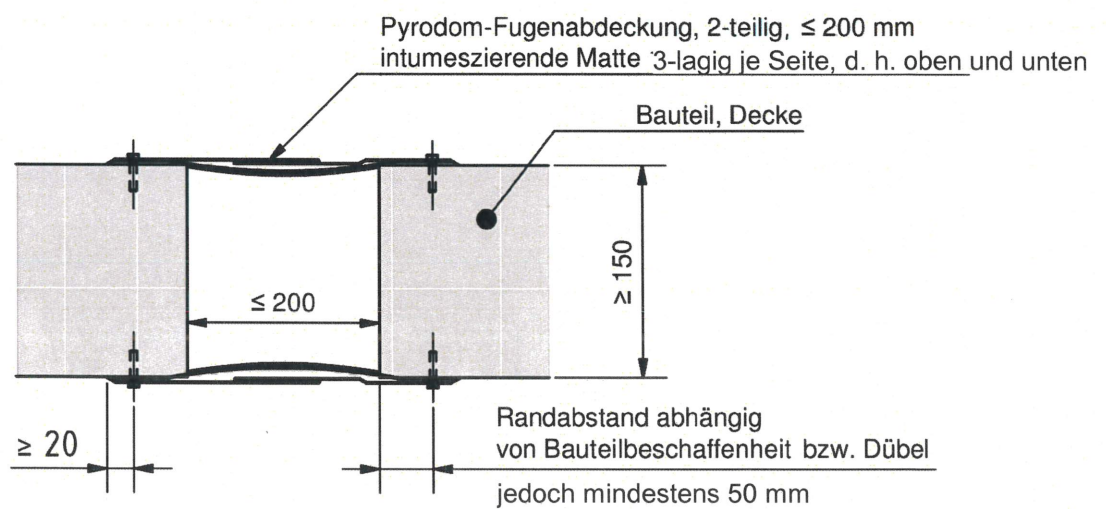 Pyrodom-Fugenabdeckung, 2-teilig, ≤ 200 mm
intumeszierende Matte 3-lagig je Seite, d. h. oben und unten
Bauteil, Decke
≤ 200
≥ 150
≥ 20
Randabstand abhängig
von Bauteilbeschaffenheit bzw. Dübel
jedoch mindestens 50 mm